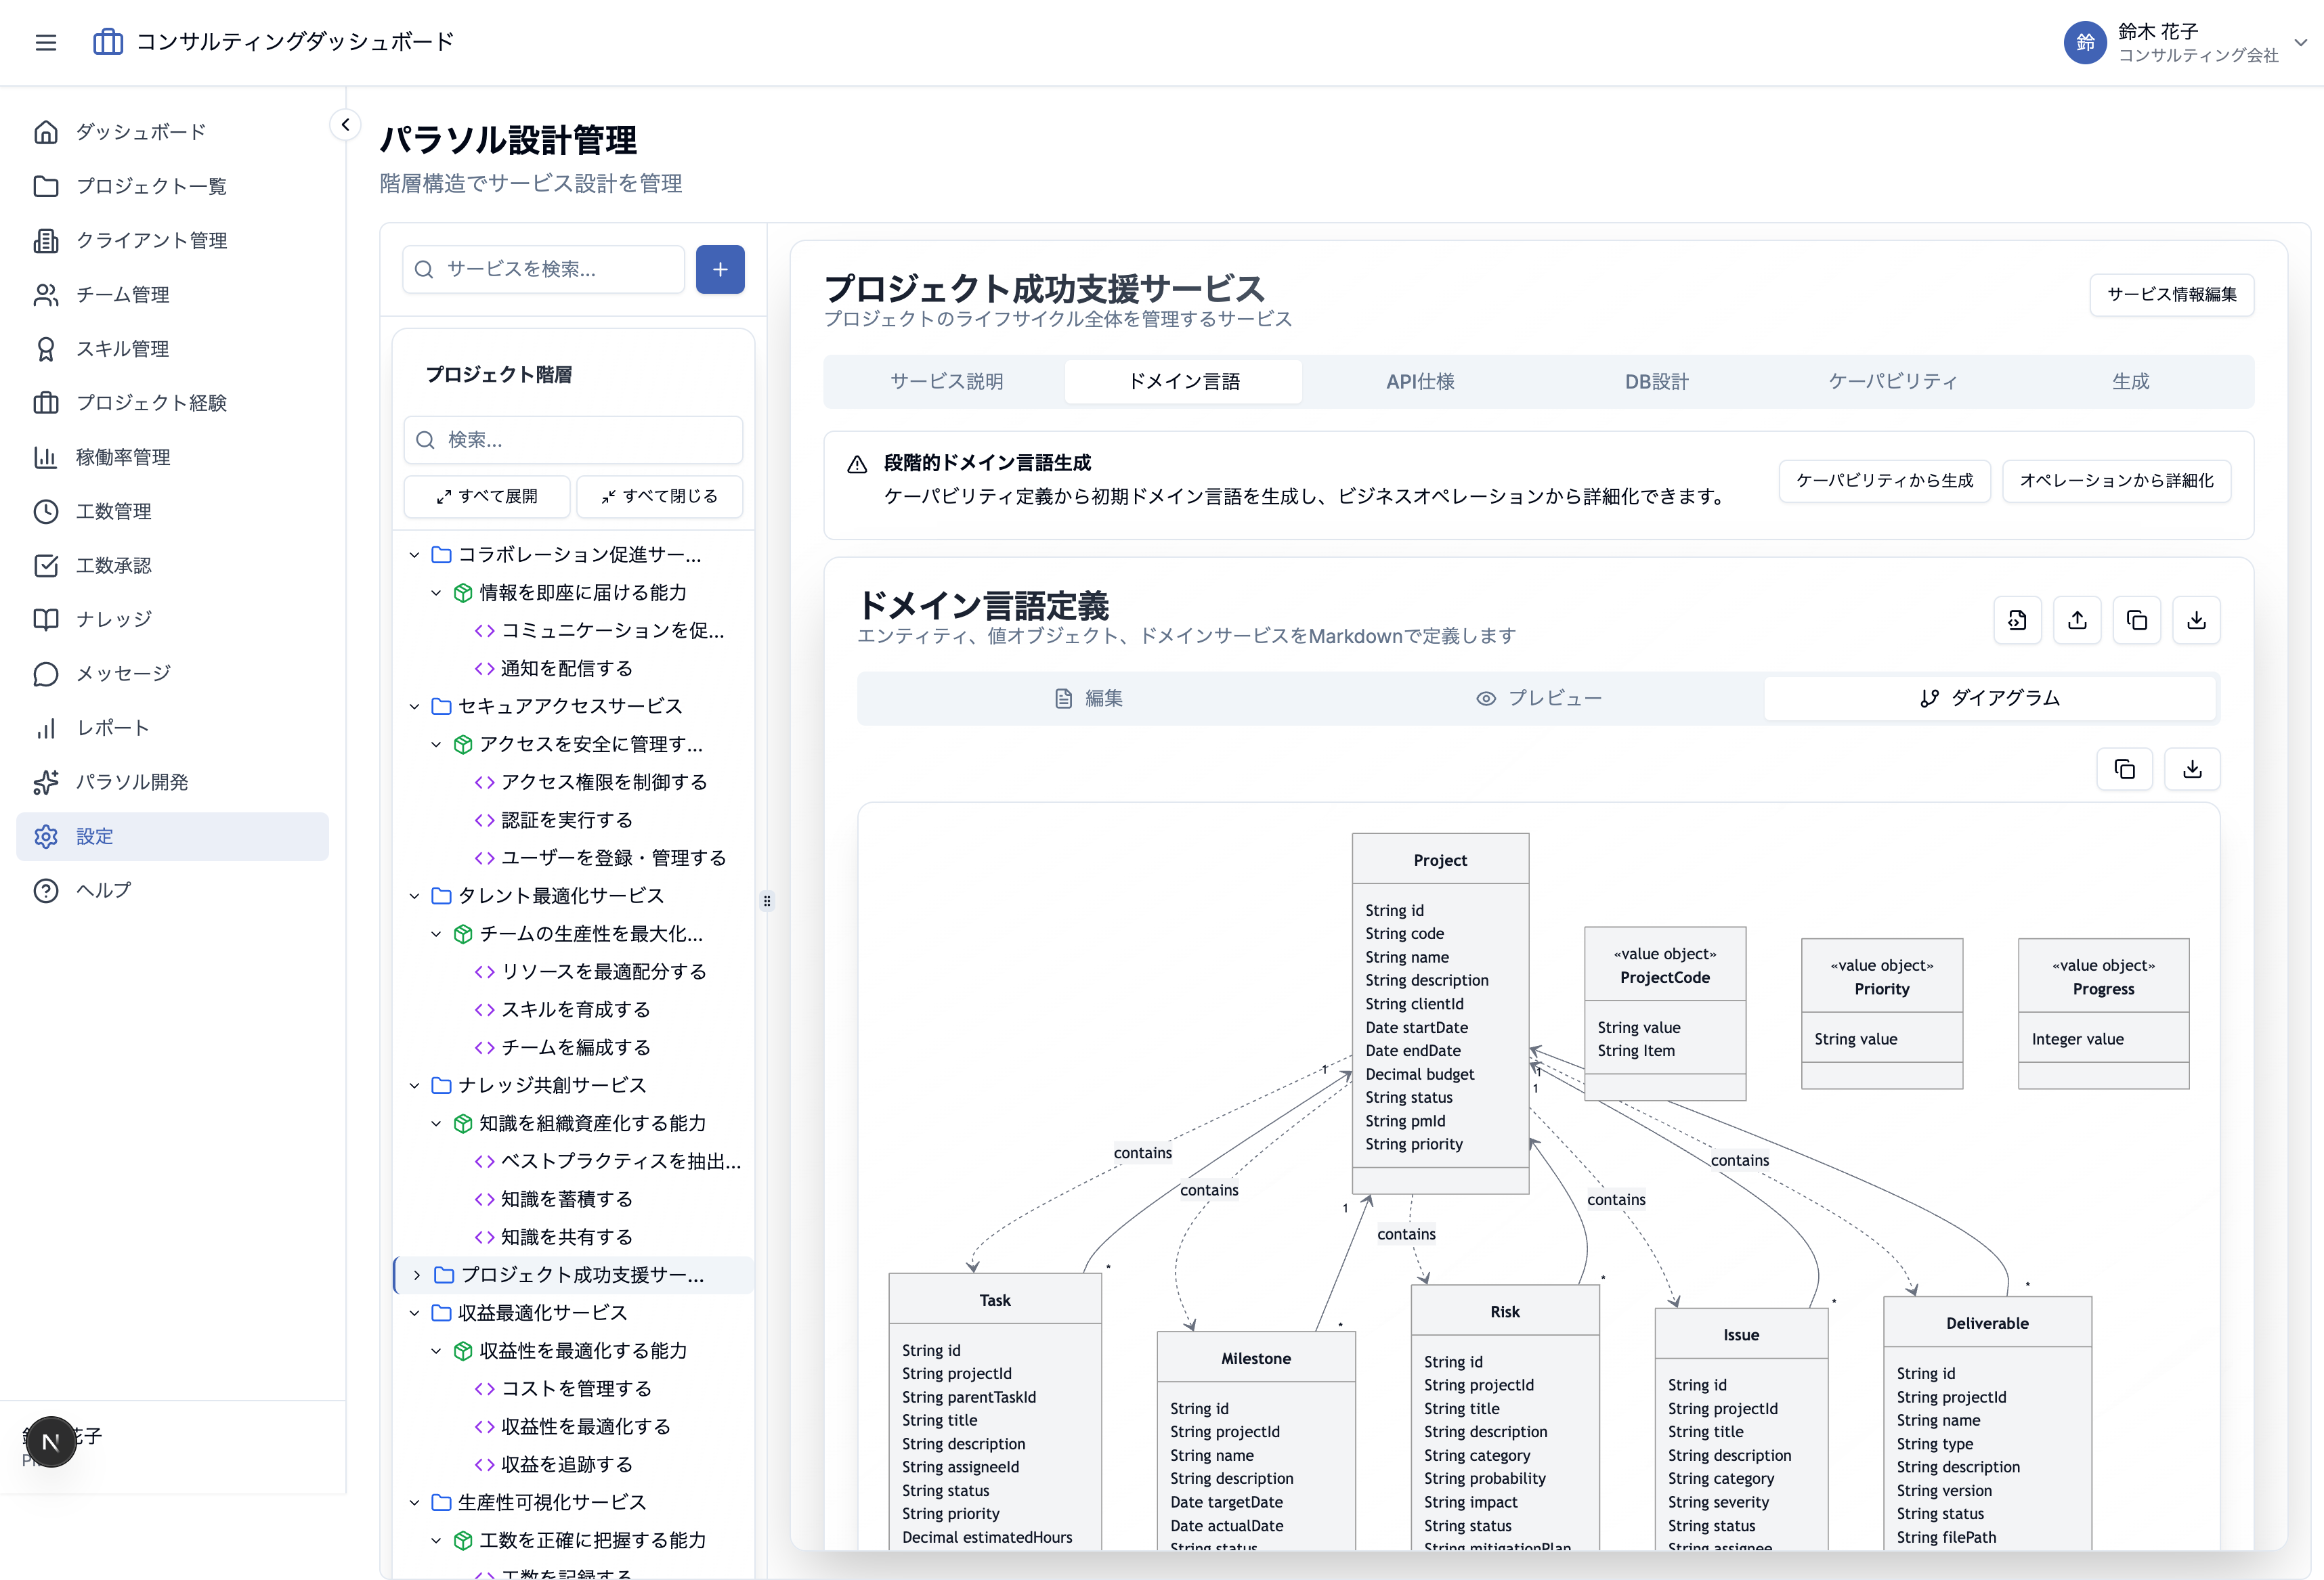 コンサルティングダッシュボード
鈴
鈴木 花子
コンサルティング会社
ダッシュボード
プロジェクト一覧
クライアント管理
チーム管理
スキル管理
プロジェクト経験
稼働率管理
工数管理
工数承認
ナレッジ
メッセージ
レポート
パラソル開発
設定
ヘルプ
花子
N
パラソル設計管理
階層構造でサービス設計を管理
サービスを検索...
プロジェクト階層
検索...
すべて展開
すべて閉じる
コラボレーション促進サー...
情報を即座に届ける能力
コミュニケーションを促...
通知を配信する
セキュアアクセスサービス
アクセスを安全に管理す...
アクセス権限を制御する
認証を実行する
ユーザーを登録・管理する
タレント最適化サービス
チームの生産性を最大化...
リソースを最適配分する
スキルを育成する
チームを編成する
ナレッジ共創サービス
知識を組織資産化する能力
ベストプラクティスを抽出...
知識を蓄積する
知識を共有する
プロジェクト成功支援サー...
収益最適化サービス
収益性を最適化する能力
コストを管理する
収益性を最適化する
収益を追跡する
生産性可視化サービス
工数を正確に把握する能力
工数を記録する
プロジェクト成功支援サービス
プロジェクトのライフサイクル全体を管理するサービス
サービス情報編集
サービス説明
ドメイン言語
API仕様
DB設計
ケーパビリティ
生成
段階的ドメイン言語生成
ケーパビリティ定義から初期ドメイン言語を生成し、ビジネスオペレーションから詳細化できます。
ケーパビリティから生成
オペレーションから詳細化
ドメイン言語定義
エンティティ、値オブジェクト、ドメインサービスをMarkdownで定義します
編集
プレビュー
ダイアグラム
Project
String id
String code
String name
String description
String clientId
Date startDate
Date endDate
Decimal budget
String status
String pmId
String priority
«value object»
ProjectCode
String value
String Item
«value object»
Priority
String value
«value object»
Progress
Integer value
1
1
1
1
contains
contains
contains
contains
contains
*
*
*
*
*
Task
String id
String projectId
String parentTaskId
String title
String description
String assigneeId
String status
String priority
Decimal estimatedHours
Milestone
String id
String projectId
String name
String description
Date targetDate
Date actualDate
String status
Risk
String id
String projectId
String title
String description
String category
String probability
String impact
String status
String mitigationPlan
Issue
String id
String projectId
String title
String description
String category
String severity
String status
String assignee
Deliverable
String id
String projectId
String name
String type
String description
String version
String status
String filePath